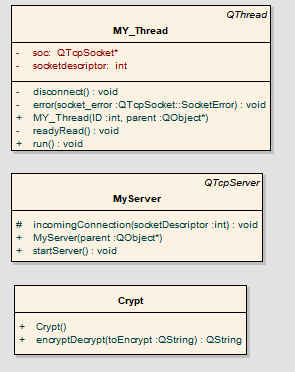 QThread
MY_Thread
- soc: QTcpSocket*
- socketdescriptor: int
- disconnect() : void
- error(socket_error :QTcpSocket::SocketError) : void
+ MY_Thread(ID :int, parent :QObject*)
- readyRead() : void
+ run() : void
QTcpServer
MyServer
# incomingConnection(socketDescriptor :int) : void
+ MyServer(parent :QObject*)
+ startServer() : void
Crypt
+ Crypt()
+ encryptDecrypt(toEncrypt :QString) : QString